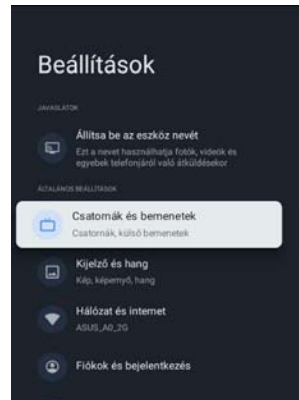 Beállítások
JAVASLATOK
Állítsa be az eszköz nevét
Ezt a nevet használhatja fotók, videók és
egyebek telefonjáról való átküldésekor
ÁLTALÁNOS BEÁLLÍTÁSOK
Csatornák és bemenetek
Csatornák, külső bemenetek
Kijelző és hang
Kép, képernyő, hang
Hálózat és internet
ASUS_A0_2G
Fiókok és bejelentkezés